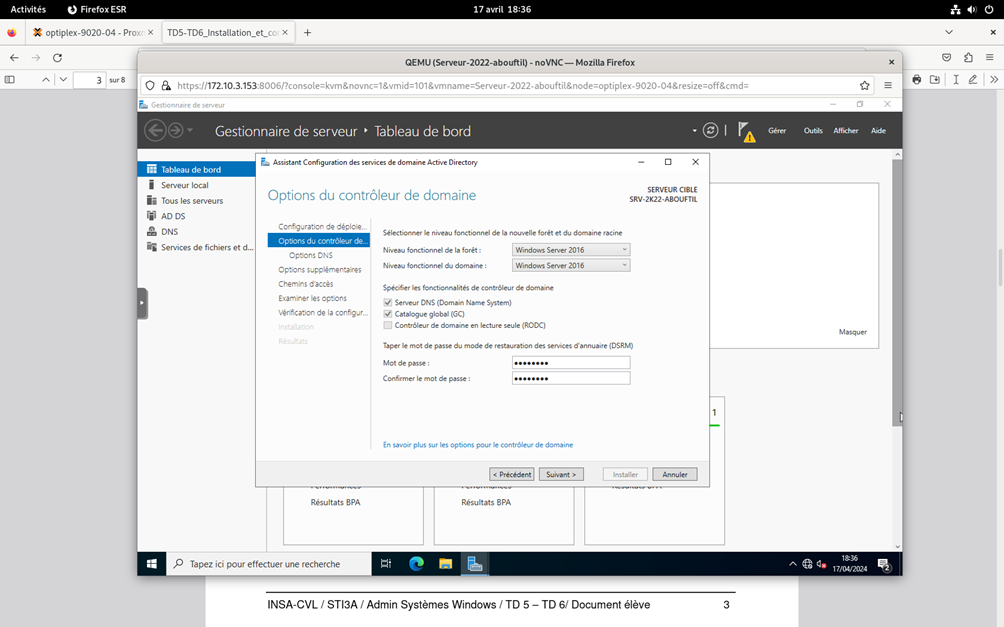 Activités
Firefox ESR
17 avril 18:36
optiplex-9020-04 - Proxm
TD5-TD6_Installation_et_co
3
sur 8
QEMU (Serveur-2022-abouftil) - noVNC — Mozilla Firefox
https://172.10.3.153:8006/?console=kvm&novnc=1&vmid=101&vmname=Serveur-2022-abouftil&node=optiplex-9020-04&resize=off&cmd=
Gestionnaire de serveur
Gestionnaire de serveur
Tableau de bord
Gérer
Outils
Afficher
Aide
Tableau de bord
Serveur local
Tous les serveurs
AD DS
DNS
Services de fichiers et d...
Assistant Configuration des services de domaine Active Directory
Options du contrôleur de domaine
SERVEUR CIBLE
SRV-2K22-ABOUFTIL
Configuration de déploie...
Options du contrôleur de...
Options DNS
Options supplémentaires
Chemins d'accès
Examiner les options
Vérification de la configur...
Installation
Résultats
Sélectionner le niveau fonctionnel de la nouvelle forêt et du domaine racine
Niveau fonctionnel de la forêt :
Windows Server 2016
Niveau fonctionnel du domaine :
Windows Server 2016
Spécifier les fonctionnalités de contrôleur de domaine
Serveur DNS (Domain Name System)
Catalogue global (GC)
Contrôleur de domaine en lecture seule (RODC)
Taper le mot de passe du mode de restauration des services d'annuaire (DSRM)
Mot de passe :
••••••••
Confirmer le mot de passe :
••••••••
En savoir plus sur les options pour le contrôleur de domaine
< Précédent
Suivant >
Installer
Annuler
Masquer
1
Résultats BPA
Résultats BPA
Tapez ici pour effectuer une recherche
18:36
17/04/2024
2
INSA-CVL / STI3A / Admin Systèmes Windows / TD 5 – TD 6/ Document élève
3